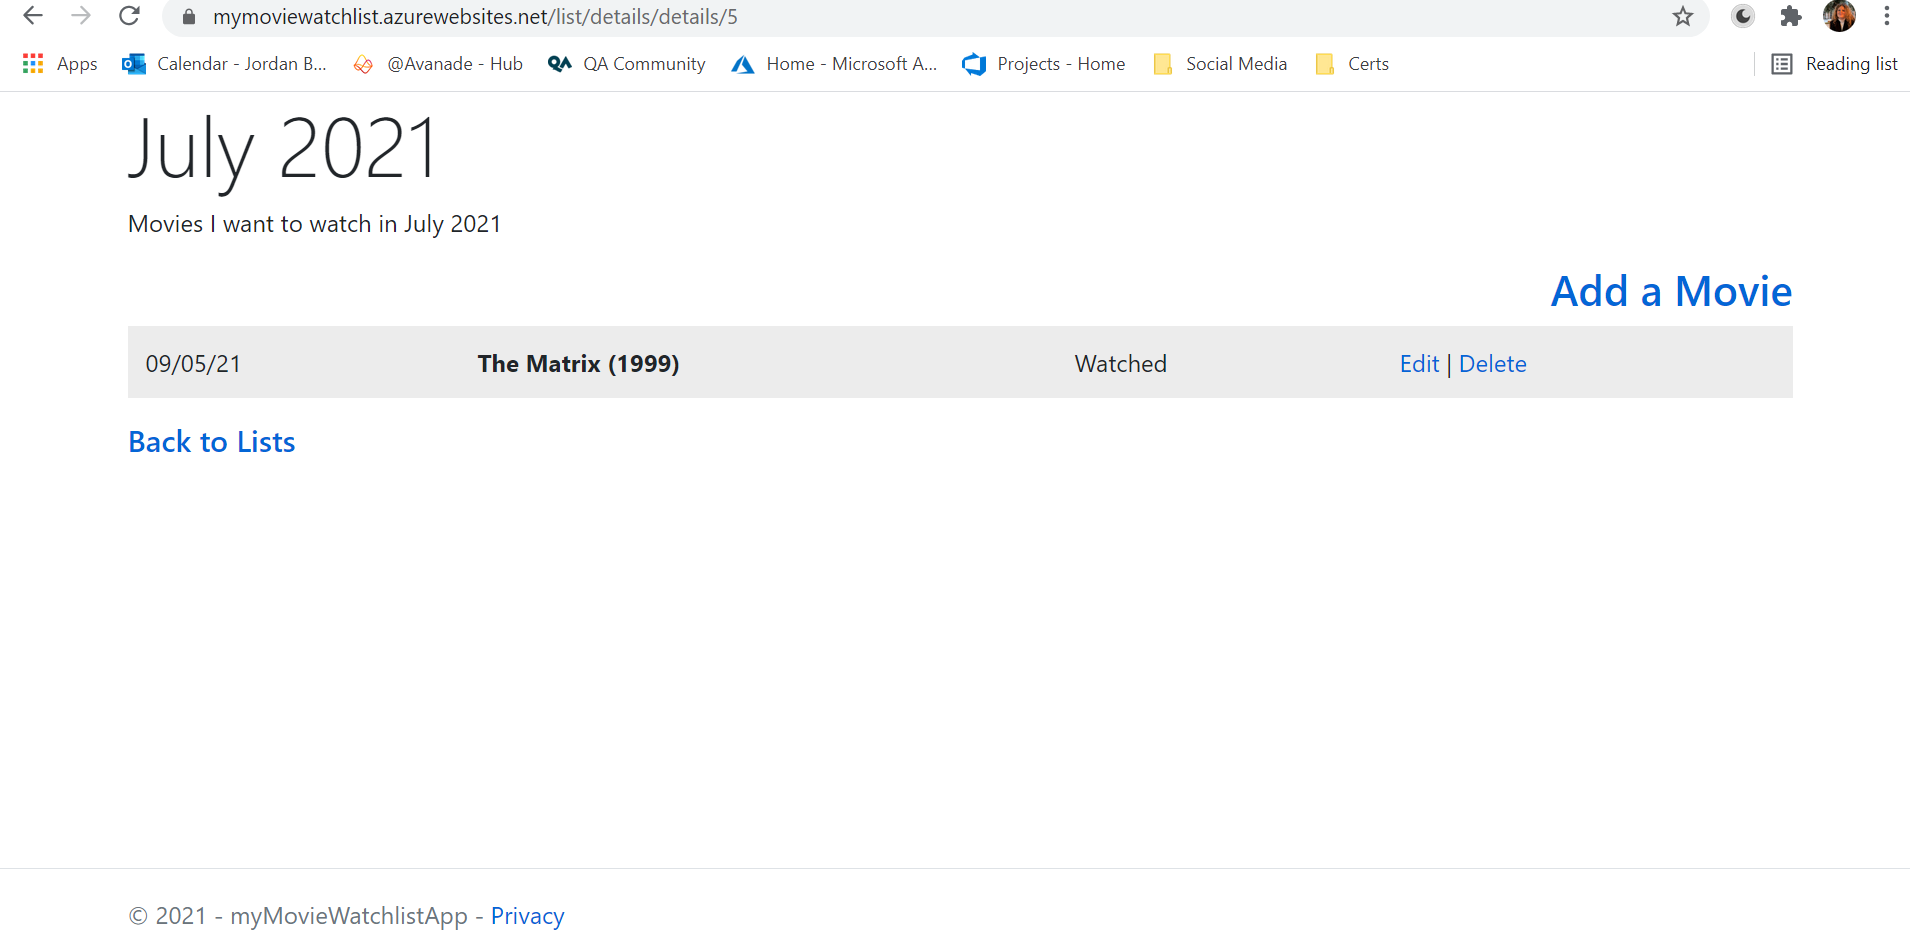 mymoviewatchlist.azurewebsites.net/list/details/details/5
Apps Calendar - Jordan B... @Avanade - Hub QA QA Community Home - Microsoft A... Projects - Home Social Media Certs Reading list
July 2021
Movies I want to watch in July 2021
Add a Movie
09/05/21 The Matrix (1999) Watched Edit | Delete
Back to Lists
© 2021 - myMovieWatchlistApp - Privacy